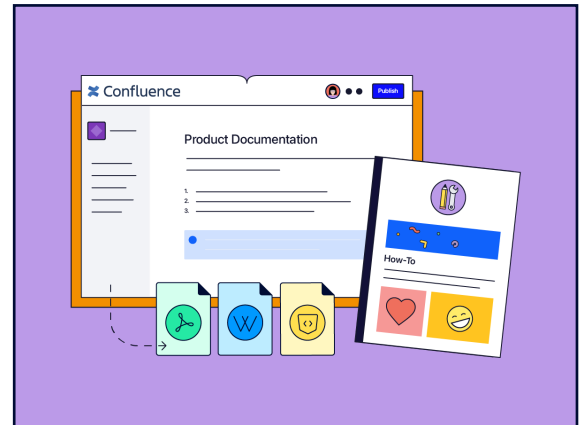 Confluence
Publish
Product Documentation
1.
2.
3.
How-To